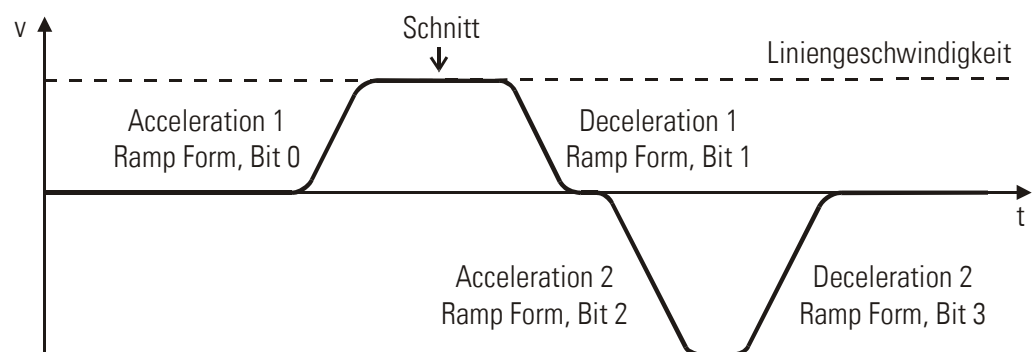 v
Schnitt
Liniengeschwindigkeit
Acceleration 1
Ramp Form, Bit 0
Deceleration 1
Ramp Form, Bit 1
t
Acceleration 2
Ramp Form, Bit 2
Deceleration 2
Ramp Form, Bit 3